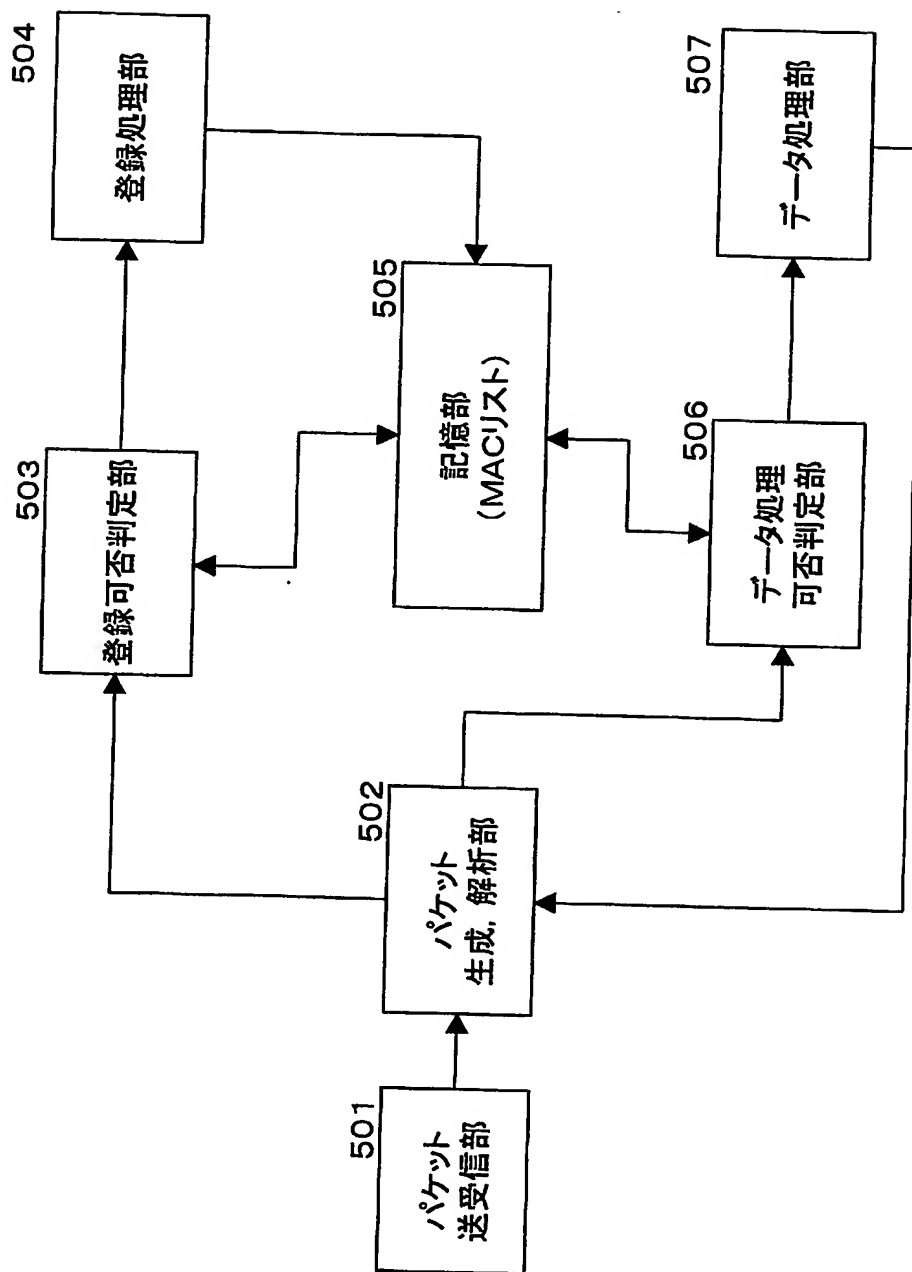 501
パケット
送受信部
502
パケット
生成, 解析部
503
登録可否判定部
504
登録処理部
505
記憶部
(MACリスト)
506
データ処理
可否判定部
507
データ処理部